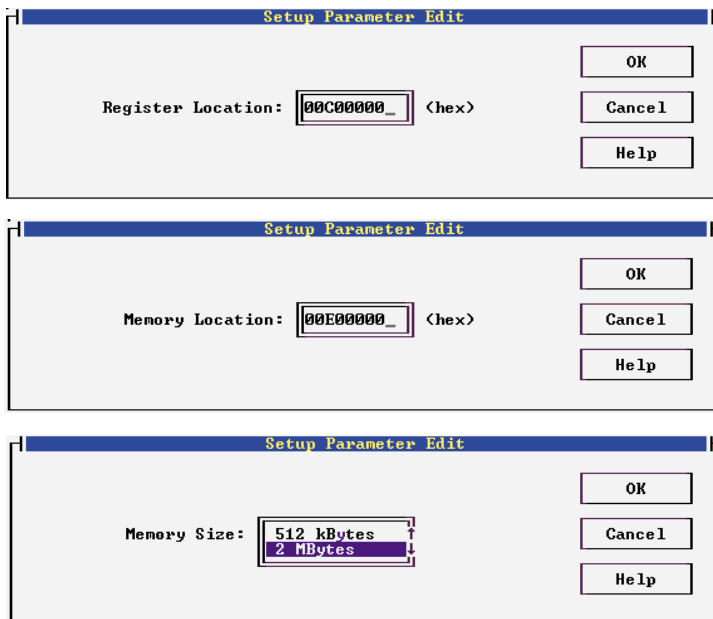 Setup Parameter Edit
OK
Register Location: 00C00000_ (hex)
Cancel
Help
Setup Parameter Edit
OK
Memory Location: 00E00000_ (hex)
Cancel
Help
Setup Parameter Edit
OK
Memory Size: 512 kBytes ↑
Cancel
2 MBytes ↓
Help